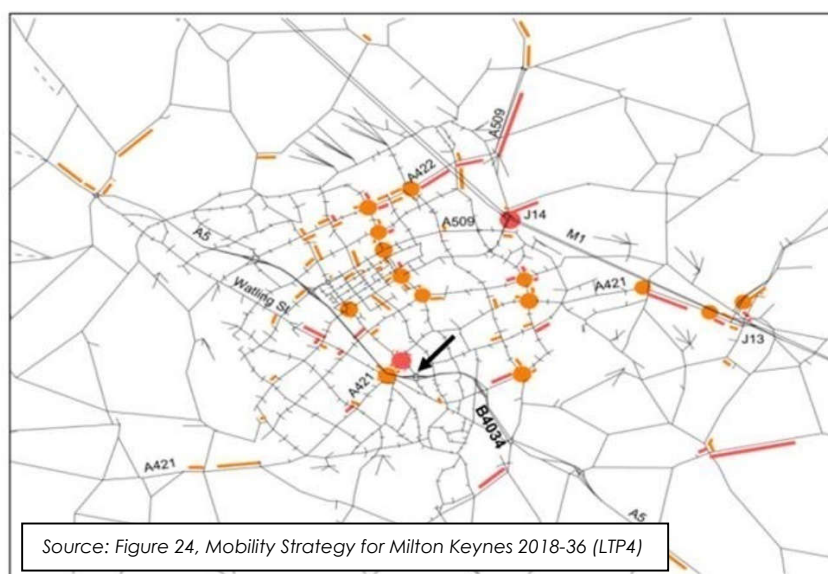 A509
A422
A509
J14
M1
A5
Watling St.
A421
J13
A421
B4034
A421
A5
Source: Figure 24, Mobility Strategy for Milton Keynes 2018-36 (LTP4)